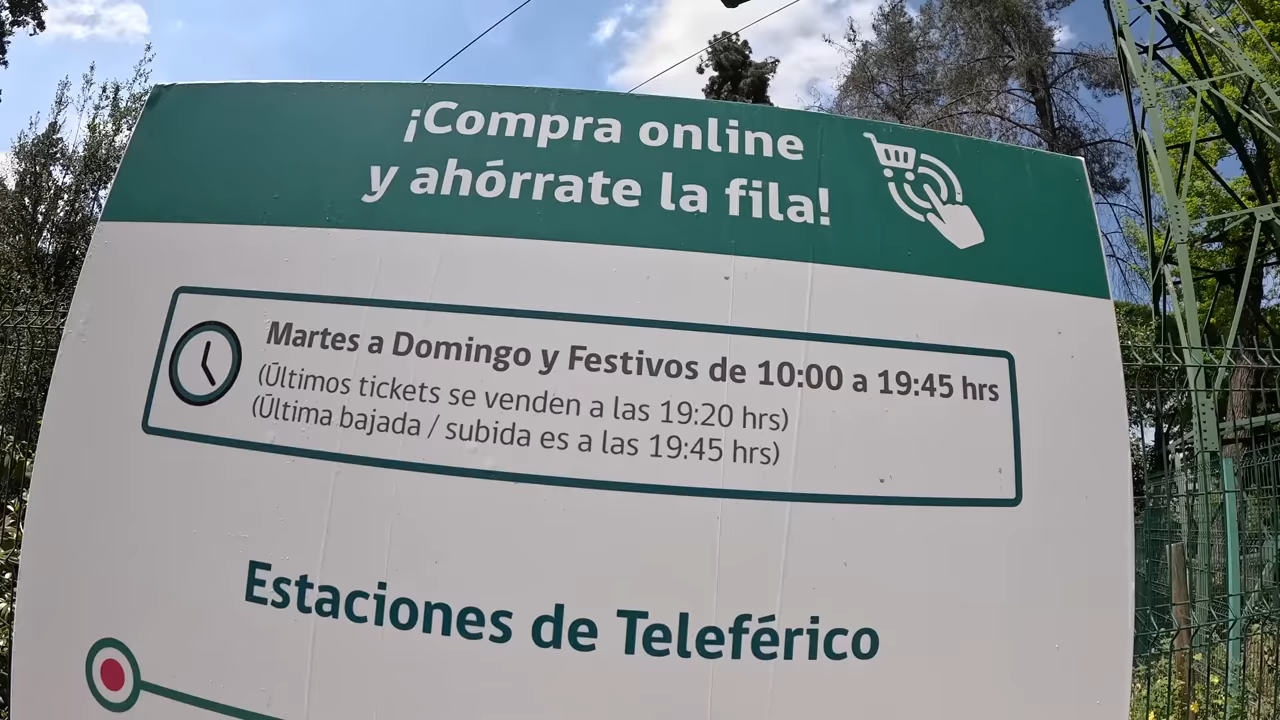 ¡Compra online
y ahórrate la fila!
Martes a Domingo y Festivos de 10:00 a 19:45 hrs
(Últimos tickets se venden a las 19:20 hrs)
(Última bajada / subida es a las 19:45 hrs)
Estaciones de Teleférico